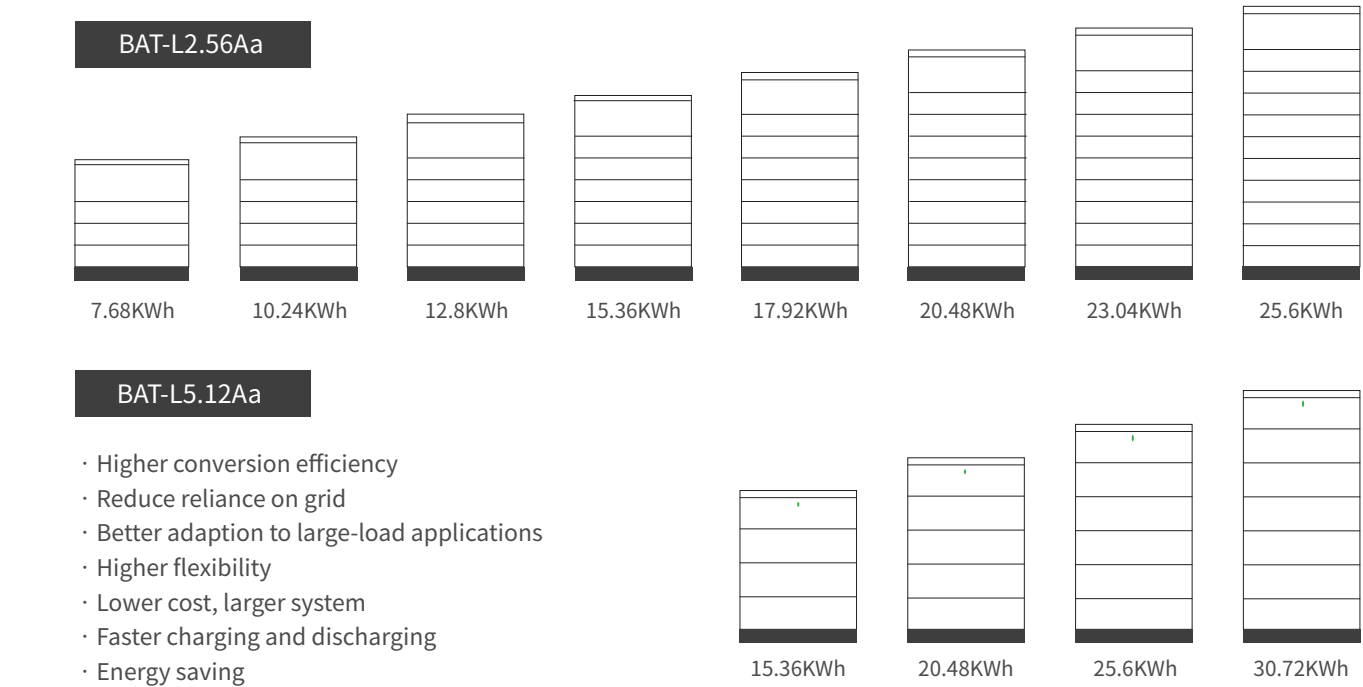 BAT-L2.56Aa
7.68KWh 10.24KWh 12.8KWh 15.36KWh 17.92KWh 20.48KWh 23.04KWh 25.6KWh
BAT-L5.12Aa
· Higher conversion efficiency
· Reduce reliance on grid
· Better adaption to large-load applications
· Higher flexibility
· Lower cost, larger system
· Faster charging and discharging
· Energy saving
15.36KWh 20.48KWh 25.6KWh 30.72KWh